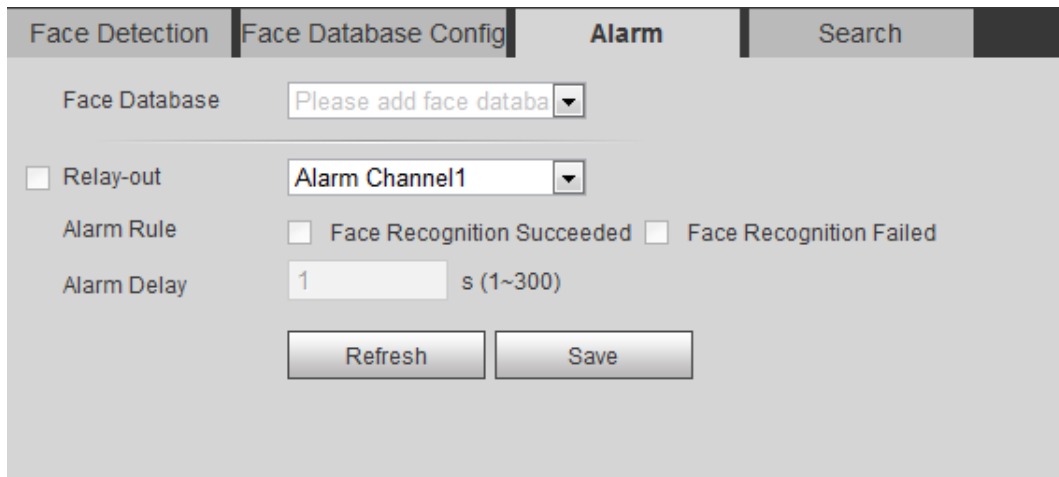 Face Detection Face Database Config Alarm Search
Face Database Please add face databa
Relay-out Alarm Channel1
Alarm Rule Face Recognition Succeeded Face Recognition Failed
Alarm Delay 1 s (1~300)
Refresh Save